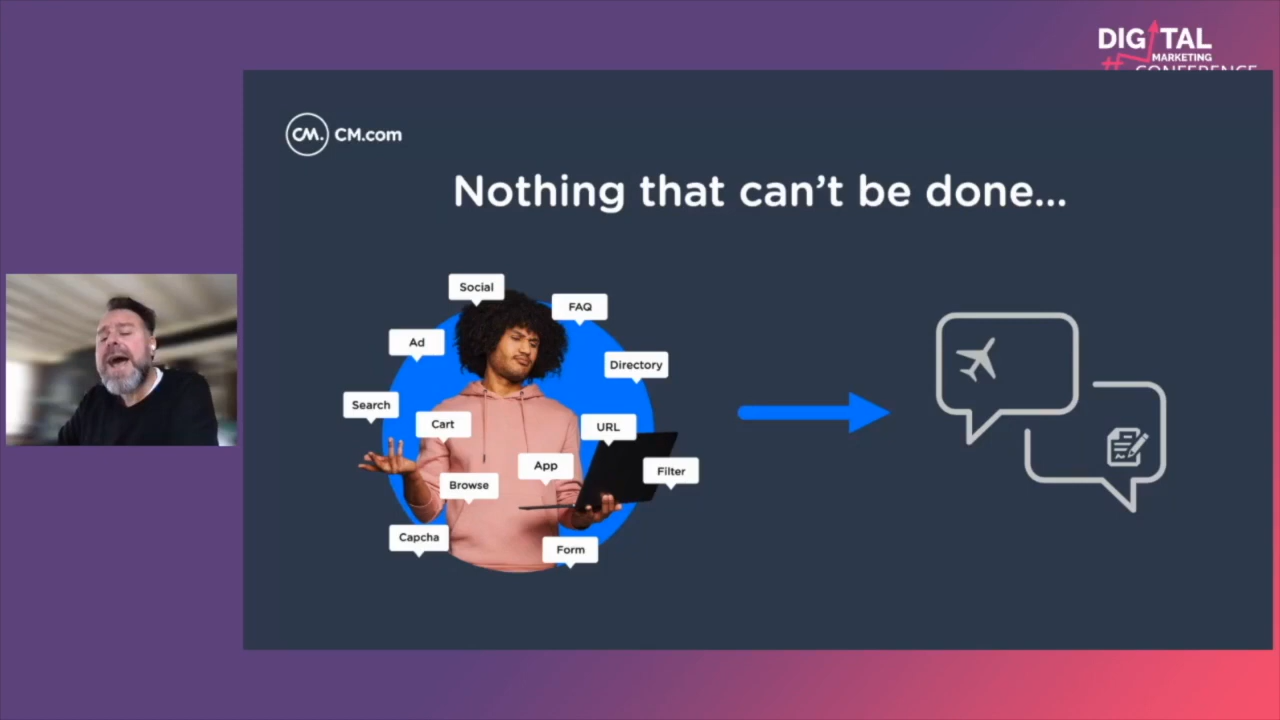 DIGITAL
MARKETING
#CONFERENCE
CM. CM.com
Nothing that can’t be done...
Social
FAQ
Ad
Directory
Search
Cart
URL
App
Filter
Browse
Capcha
Form